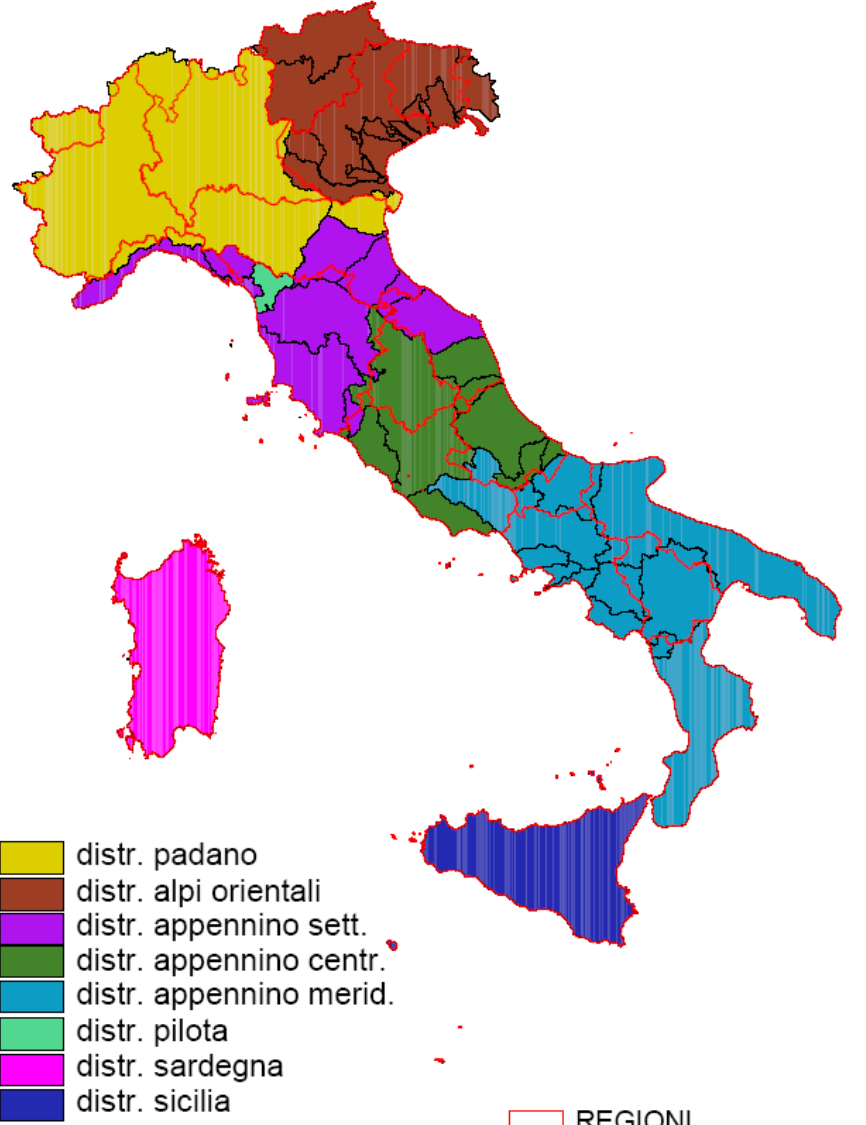 distr. padano
distr. alpi orientali
distr. appennino sett.
distr. appennino centr.
distr. appennino merid.
distr. pilota
distr. sardegna
distr. sicilia
REGIONI